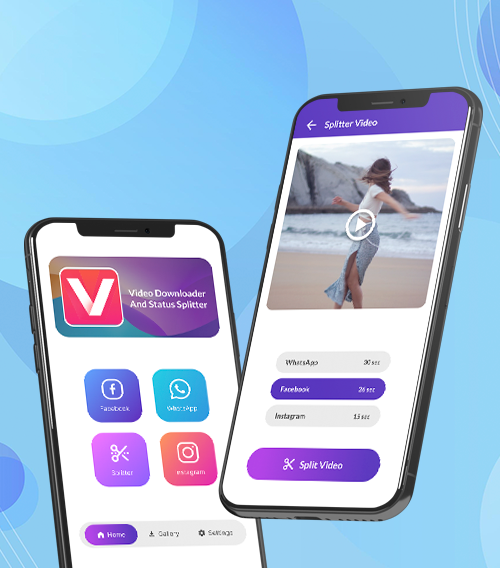 Splitter Video
WhatsApp 30 sec
Facebook 26 sec
Instagram 15 sec
Split Video
V
Video Downloader
And Status Splitter
Facebook
WhatsApp
Splitter
Instagram
Home
Gallery
Settings